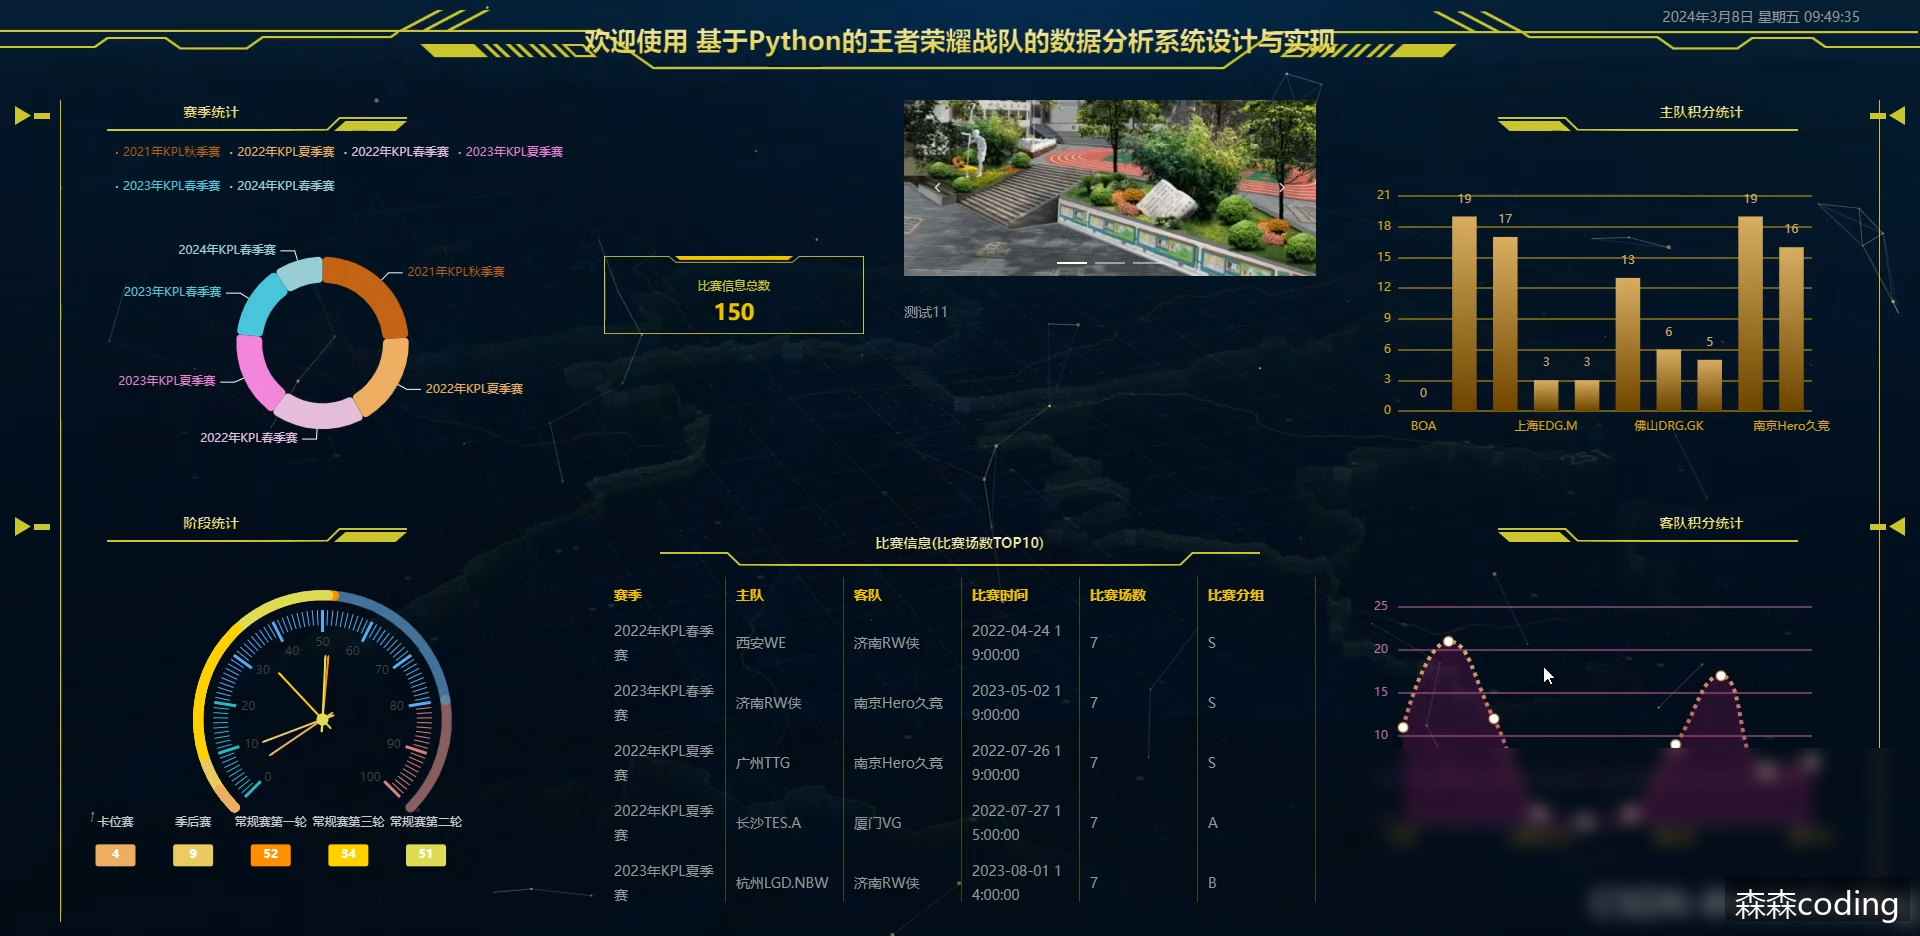 2024年3月8日 星期五 09:49:35
欢迎使用 基于Python的王者荣耀战队的数据分析系统设计与实现
赛季统计
2021年KPL秋季赛 2022年KPL夏季赛 2022年KPL春季赛 2023年KPL夏季赛
2023年KPL春季赛 2024年KPL春季赛
2024年KPL春季赛
2021年KPL秋季赛
2023年KPL春季赛
2023年KPL夏季赛
2022年KPL夏季赛
2022年KPL春季赛
比赛信息总数
150
测试11
主队积分统计
21
18
15
12
9
6
3
0
0 19 17 3 3 13 6 5 19 16
BOA 上海EDG.M 佛山DRG.GK 南京Hero久竞
阶段统计
0 10 20 30 40 50 60 70 80 90 100
卡位赛 季后赛 常规赛第一轮 常规赛第三轮 常规赛第二轮
4 9 52 34 51
比赛信息(比赛场数TOP10)
赛季 主队 客队 比赛时间 比赛场数 比赛分组
2022年KPL春季赛 西安WE 济南RW侠 2022-04-24 19:00:00 7 S
2023年KPL春季赛 济南RW侠 南京Hero久竞 2023-05-02 19:00:00 7 S
2022年KPL夏季赛 广州TTG 南京Hero久竞 2022-07-26 19:00:00 7 S
2022年KPL夏季赛 长沙TES.A 厦门VG 2022-07-27 15:00:00 7 A
2023年KPL夏季赛 杭州LGD.NBW 济南RW侠 2023-08-01 14:00:00 7 B
客队积分统计
25
20
15
10
森森coding